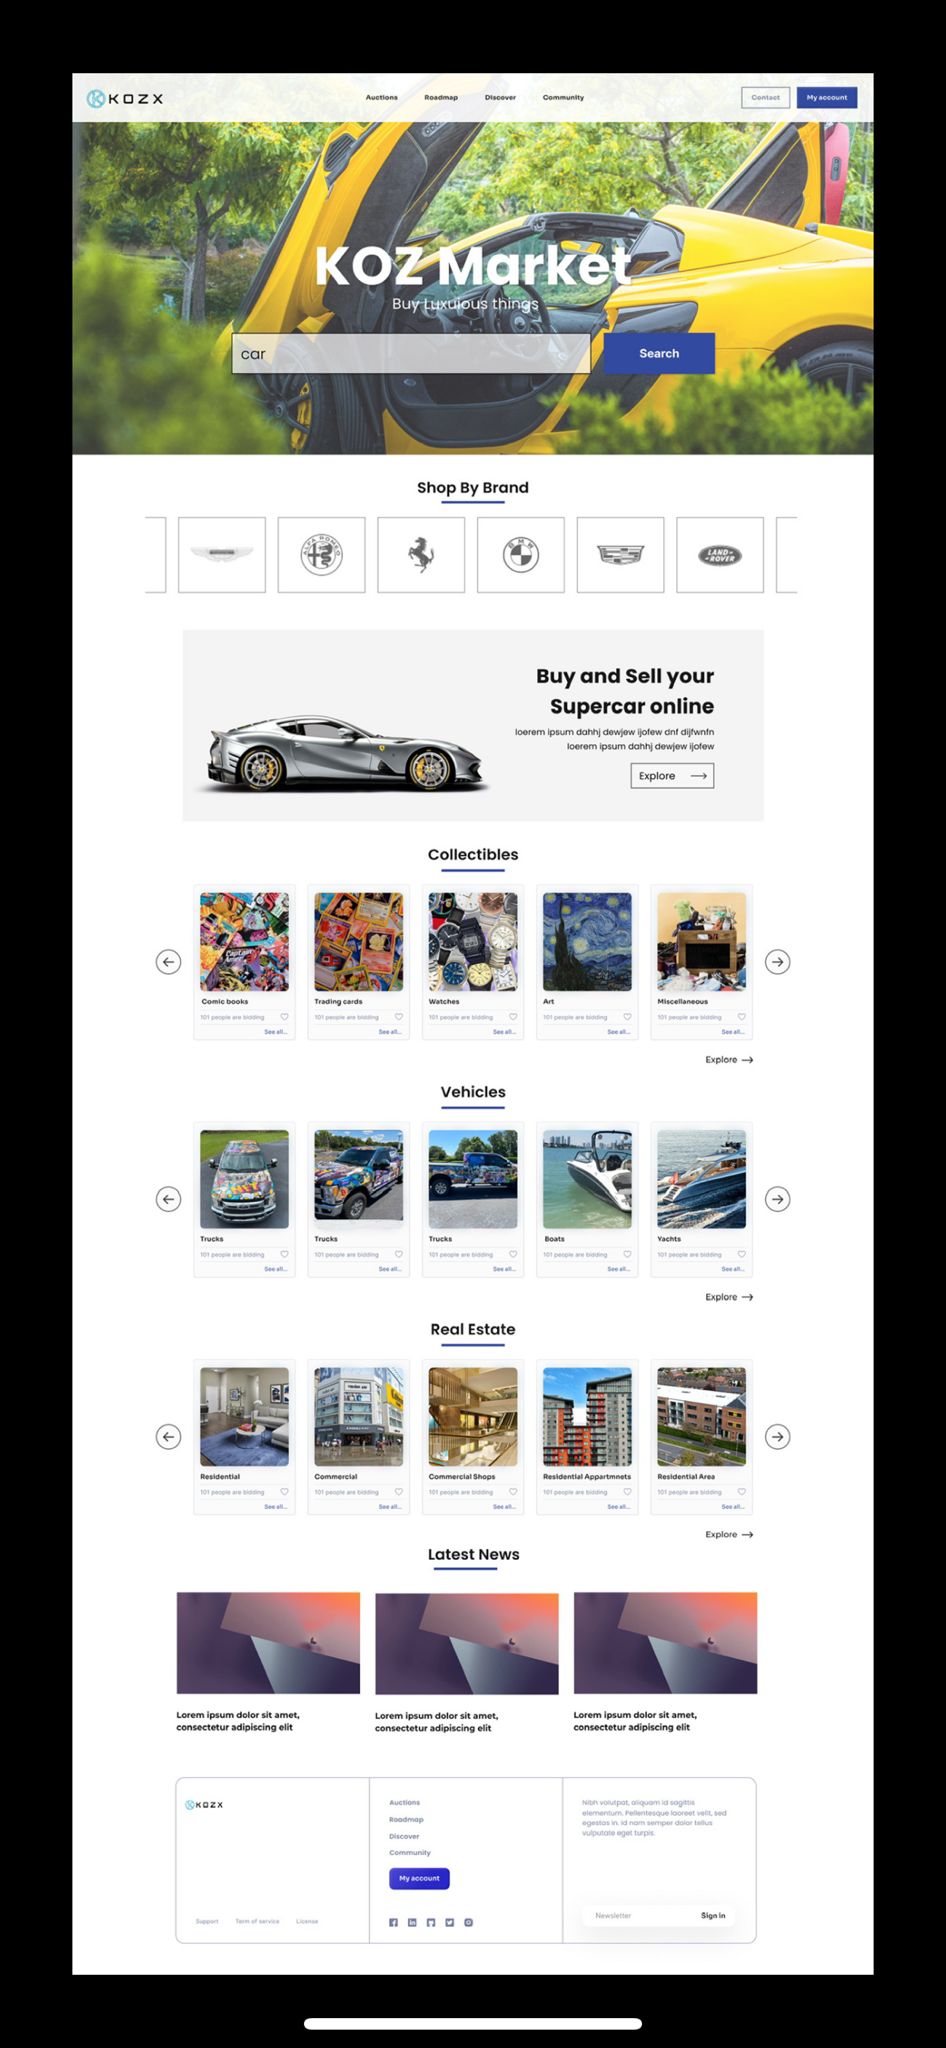 KOZX
Auctions Roadmap Discover Community Contact My account
KOZ Market
Buy Luxuious things
car
Search
Shop By Brand
ALFA ROMEO
BMW
LAND-ROVER
Buy and Sell your
Supercar online
loerem ipsum dahhj dewjew ijofew dnf dijfwnfn
loerem ipsum dahhj dewjew ijofew
Explore
Collectibles
Captain
Comic books Trading cards Watches Art Miscellaneous
101 people are bidding 101 people are bidding 101 people are bidding 101 people are bidding 101 people are bidding
See all... See all... See all... See all... See all...
Explore
Vehicles
Trucks Trucks Trucks Boats Yachts
101 people are bidding 101 people are bidding 101 people are bidding 101 people are bidding 101 people are bidding
See all... See all... See all... See all... See all...
Explore
Real Estate
Residential Commercial Commercial Shops Residential Appartmnets Residential Area
101 people are bidding 101 people are bidding 101 people are bidding 101 people are bidding 101 people are bidding
See all... See all... See all... See all... See all...
Explore
Latest News
Lorem ipsum dolor sit amet,
consectetur adipiscing elit
Lorem ipsum dolor sit amet,
consectetur adipiscing elit
Lorem ipsum dolor sit amet,
consectetur adipiscing elit
KOZX
Support Term of service License
Auctions
Roadmap
Discover
Community
My account
Nibh volutpat, aliquam id sagittis
elementum. Pellentesque laoreet velit, sed
egestas in. Id nam semper dolor tellus
vulputate eget turpis.
Newsletter Sign In